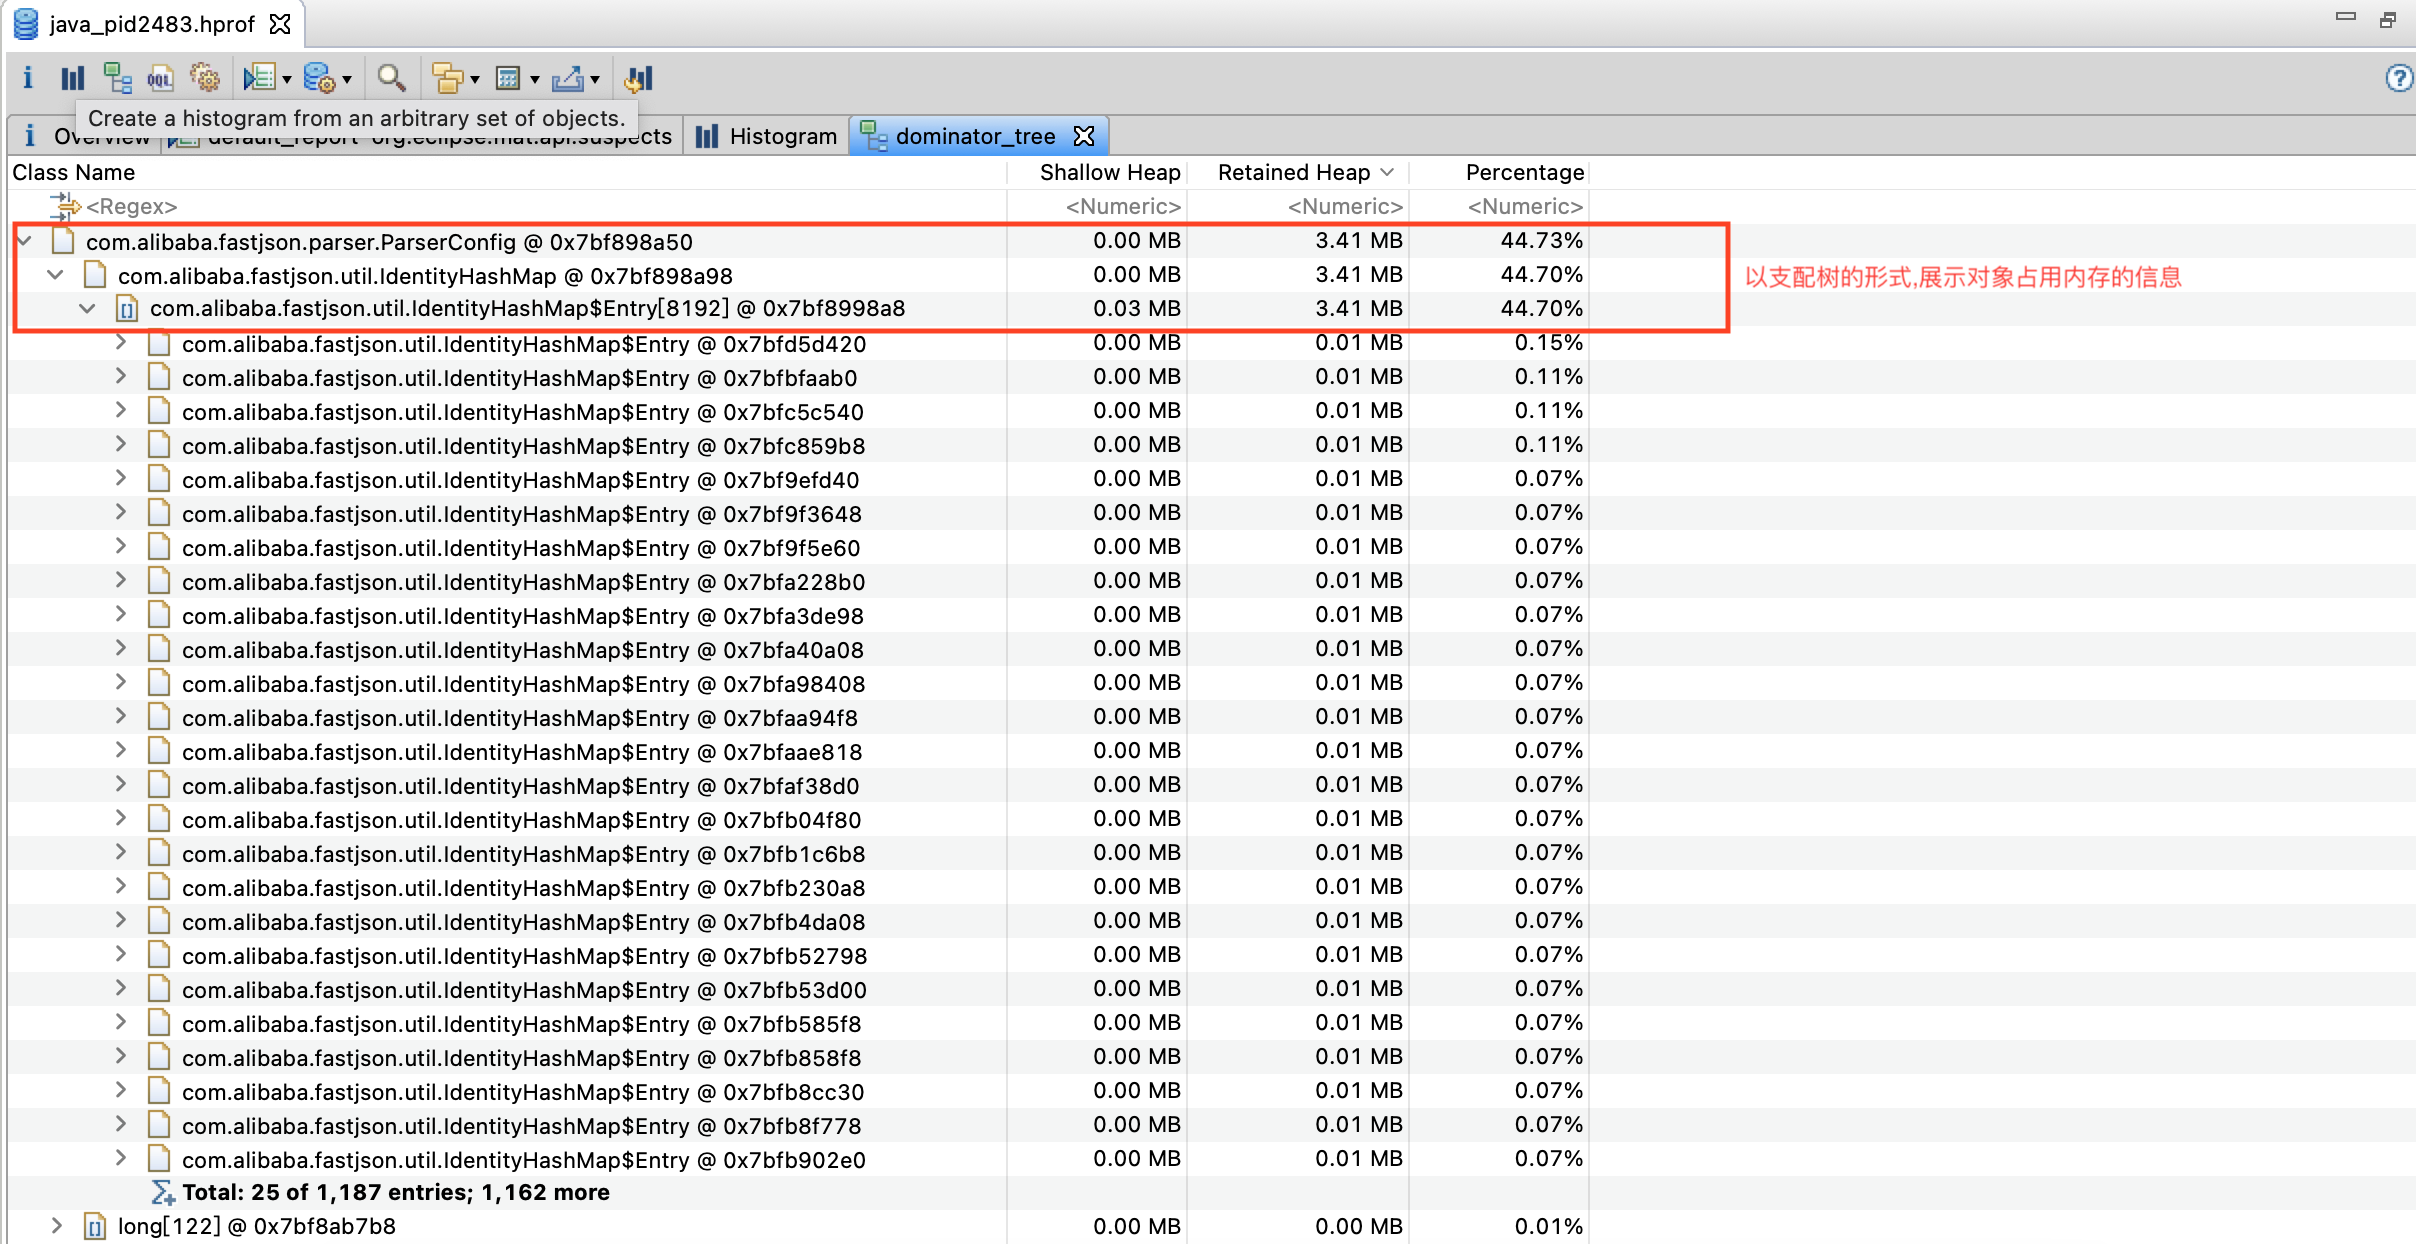 java_pid2483.hprof
OQL
Create a histogram from an arbitrary set of objects.
i Overview default_report org.eclipse.mat.api.suspects Histogram dominator_tree
Class Name Shallow Heap Retained Heap Percentage
<Regex> <Numeric> <Numeric> <Numeric>
com.alibaba.fastjson.parser.ParserConfig @ 0x7bf898a50 0.00 MB 3.41 MB 44.73%
com.alibaba.fastjson.util.IdentityHashMap @ 0x7bf898a98 0.00 MB 3.41 MB 44.70%
以支配树的形式,展示对象占用内存的信息
com.alibaba.fastjson.util.IdentityHashMap$Entry[8192] @ 0x7bf8998a8 0.03 MB 3.41 MB 44.70%
com.alibaba.fastjson.util.IdentityHashMap$Entry @ 0x7bfd5d420 0.00 MB 0.01 MB 0.15%
com.alibaba.fastjson.util.IdentityHashMap$Entry @ 0x7bfbfaab0 0.00 MB 0.01 MB 0.11%
com.alibaba.fastjson.util.IdentityHashMap$Entry @ 0x7bfc5c540 0.00 MB 0.01 MB 0.11%
com.alibaba.fastjson.util.IdentityHashMap$Entry @ 0x7bfc859b8 0.00 MB 0.01 MB 0.11%
com.alibaba.fastjson.util.IdentityHashMap$Entry @ 0x7bf9efd40 0.00 MB 0.01 MB 0.07%
com.alibaba.fastjson.util.IdentityHashMap$Entry @ 0x7bf9f3648 0.00 MB 0.01 MB 0.07%
com.alibaba.fastjson.util.IdentityHashMap$Entry @ 0x7bf9f5e60 0.00 MB 0.01 MB 0.07%
com.alibaba.fastjson.util.IdentityHashMap$Entry @ 0x7bfa228b0 0.00 MB 0.01 MB 0.07%
com.alibaba.fastjson.util.IdentityHashMap$Entry @ 0x7bfa3de98 0.00 MB 0.01 MB 0.07%
com.alibaba.fastjson.util.IdentityHashMap$Entry @ 0x7bfa40a08 0.00 MB 0.01 MB 0.07%
com.alibaba.fastjson.util.IdentityHashMap$Entry @ 0x7bfa98408 0.00 MB 0.01 MB 0.07%
com.alibaba.fastjson.util.IdentityHashMap$Entry @ 0x7bfaa94f8 0.00 MB 0.01 MB 0.07%
com.alibaba.fastjson.util.IdentityHashMap$Entry @ 0x7bfaae818 0.00 MB 0.01 MB 0.07%
com.alibaba.fastjson.util.IdentityHashMap$Entry @ 0x7bfaf38d0 0.00 MB 0.01 MB 0.07%
com.alibaba.fastjson.util.IdentityHashMap$Entry @ 0x7bfb04f80 0.00 MB 0.01 MB 0.07%
com.alibaba.fastjson.util.IdentityHashMap$Entry @ 0x7bfb1c6b8 0.00 MB 0.01 MB 0.07%
com.alibaba.fastjson.util.IdentityHashMap$Entry @ 0x7bfb230a8 0.00 MB 0.01 MB 0.07%
com.alibaba.fastjson.util.IdentityHashMap$Entry @ 0x7bfb4da08 0.00 MB 0.01 MB 0.07%
com.alibaba.fastjson.util.IdentityHashMap$Entry @ 0x7bfb52798 0.00 MB 0.01 MB 0.07%
com.alibaba.fastjson.util.IdentityHashMap$Entry @ 0x7bfb53d00 0.00 MB 0.01 MB 0.07%
com.alibaba.fastjson.util.IdentityHashMap$Entry @ 0x7bfb585f8 0.00 MB 0.01 MB 0.07%
com.alibaba.fastjson.util.IdentityHashMap$Entry @ 0x7bfb858f8 0.00 MB 0.01 MB 0.07%
com.alibaba.fastjson.util.IdentityHashMap$Entry @ 0x7bfb8cc30 0.00 MB 0.01 MB 0.07%
com.alibaba.fastjson.util.IdentityHashMap$Entry @ 0x7bfb8f778 0.00 MB 0.01 MB 0.07%
com.alibaba.fastjson.util.IdentityHashMap$Entry @ 0x7bfb902e0 0.00 MB 0.01 MB 0.07%
Total: 25 of 1,187 entries; 1,162 more
long[122] @ 0x7bf8ab7b8 0.00 MB 0.00 MB 0.01%